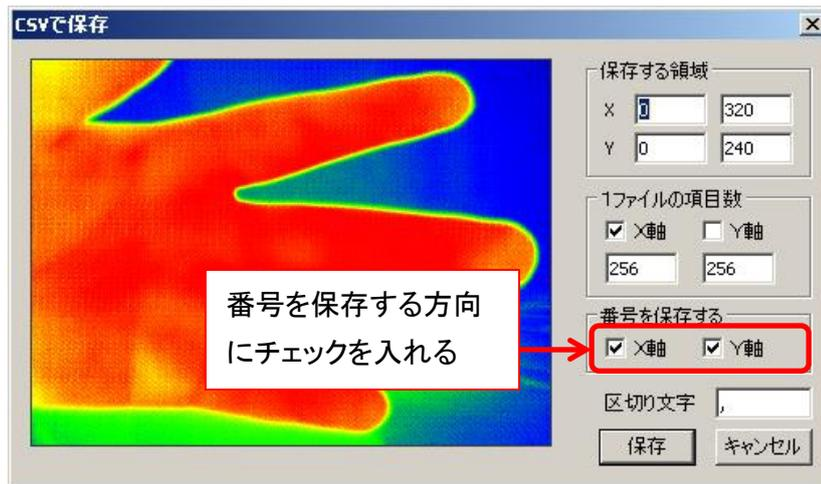 CSVで保存
保存する領域
X 0 320
Y 0 240
1ファイルの項目数
X軸 Y軸
256 256
番号を保存する方向
にチェックを入れる
番号を保存する
X軸 Y軸
区切り文字 ,
保存 キャンセル